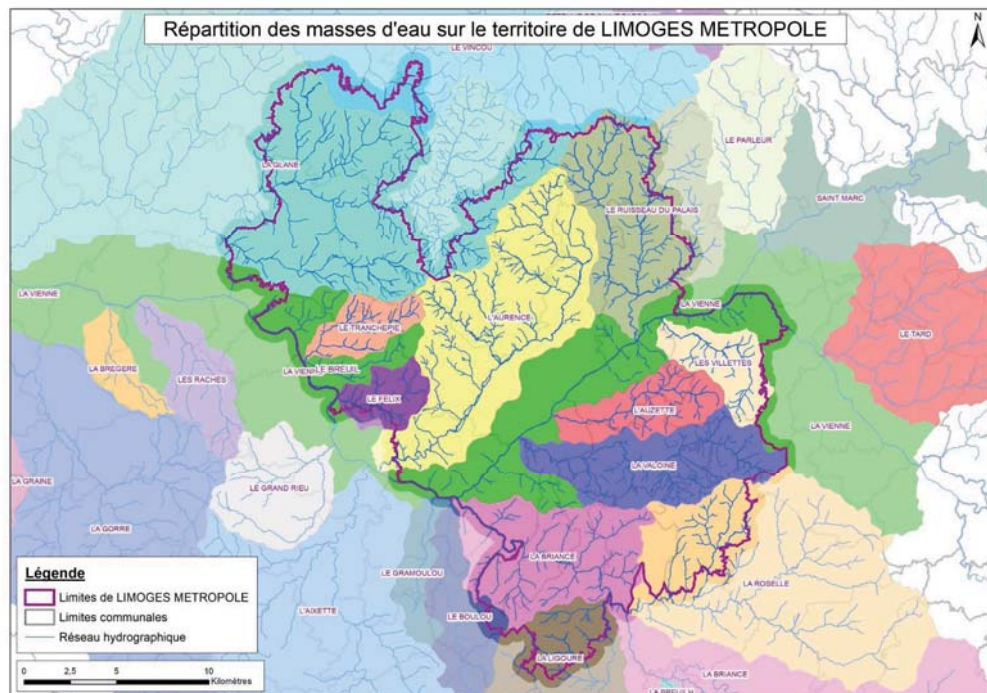 Répartition des masses d'eau sur le territoire de LIMOGES METROPOLE
N
LE VINCOU
LE PARLEUR
LA GLANE
SAINT MARC
LE RUISSEAU DU PALAIS
LA VIENNE
LA VIENNE
L'AURENCE
LE TRANCHEPIE
LE TARD
LES VILLETTES
LA BREGERE
LES RACHES
LE BREUIL
LE FELIX
L'AUZETTE
LA VIENNE
LA VALOINE
LA GRAINE
LE GRAND RIEU
LA GORRE
LA BRIANCE
LE GRAMOULOU
LA ROSELLE
L'AIXETTE
LE BOULOU
LA LIGOURE
LA BRIANCE
Légende
Limites de LIMOGES METROPOLE
Limites communales
Réseau hydrographique
0 2,5 5 10
Kilomètres